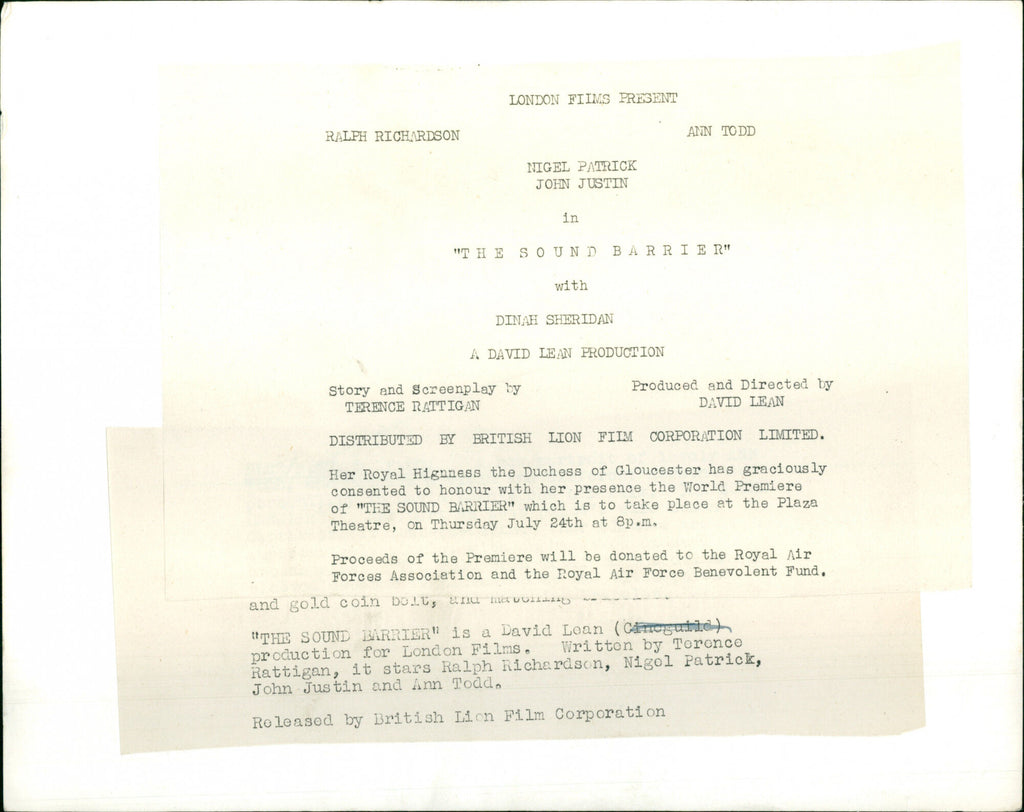 LONDON FILMS PRESENT
RALPH RICHARDSON ANN TODD
NIGEL PATRICK
JOHN JUSTIN
in
"T H E S O U N D B A R R I E R"
with
DINAH SHERIDAN
A DAVID LEAN PRODUCTION
Story and Screenplay by Produced and Directed by
TERENCE RATTIGAN DAVID LEAN
DISTRIBUTED BY BRITISH LION FILM CORPORATION LIMITED.
Her Royal Highness the Duchess of Gloucester has graciously
consented to honour with her presence the World Premiere
of "THE SOUND BARRIER" which is to take place at the Plaza
Theatre, on Thursday July 24th at 8p.m.
Proceeds of the Premiere will be donated to the Royal Air
Forces Association and the Royal Air Force Benevolent Fund.
and gold coin belt, and matching
"THE SOUND BARRIER" is a David Lean (Cineguild)
production for London Films. Written by Terence
Rattigan, it stars Ralph Richardson, Nigel Patrick,
John Justin and Ann Todd.
Released by British Lion Film Corporation